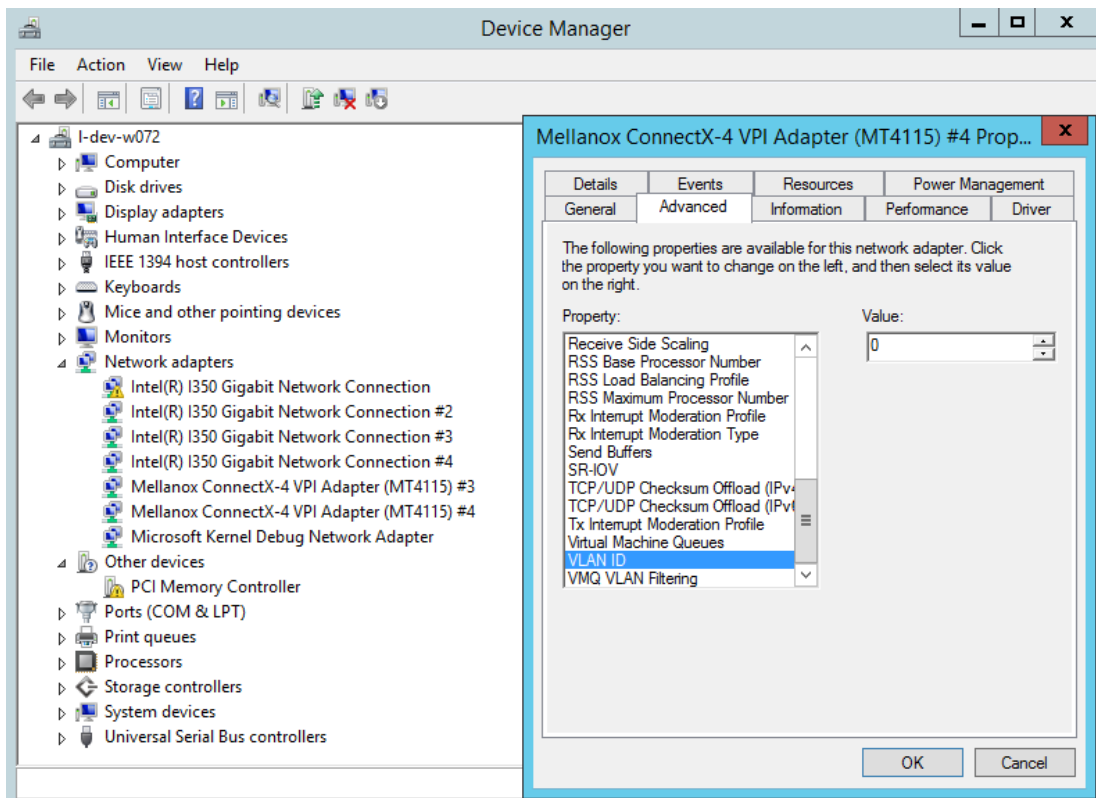 Device Manager
File Action View Help
I-dev-w072
Computer
Disk drives
Display adapters
Human Interface Devices
IEEE 1394 host controllers
Keyboards
Mice and other pointing devices
Monitors
Network adapters
Intel(R) I350 Gigabit Network Connection
Intel(R) I350 Gigabit Network Connection #2
Intel(R) I350 Gigabit Network Connection #3
Intel(R) I350 Gigabit Network Connection #4
Mellanox ConnectX-4 VPI Adapter (MT4115) #3
Mellanox ConnectX-4 VPI Adapter (MT4115) #4
Microsoft Kernel Debug Network Adapter
Other devices
PCI Memory Controller
Ports (COM & LPT)
Print queues
Processors
Storage controllers
System devices
Universal Serial Bus controllers
Mellanox ConnectX-4 VPI Adapter (MT4115) #4 Prop...
Details Events Resources Power Management
General Advanced Information Performance Driver
The following properties are available for this network adapter. Click
the property you want to change on the left, and then select its value
on the right.
Property: Value:
0
Receive Side Scaling
RSS Base Processor Number
RSS Load Balancing Profile
RSS Maximum Processor Number
Rx Interrupt Moderation Profile
Rx Interrupt Moderation Type
Send Buffers
SR-IOV
TCP/UDP Checksum Offload (IPv4
TCP/UDP Checksum Offload (IPv6
Tx Interrupt Moderation Profile
Virtual Machine Queues
VLAN ID
VMQ VLAN Filtering
OK Cancel